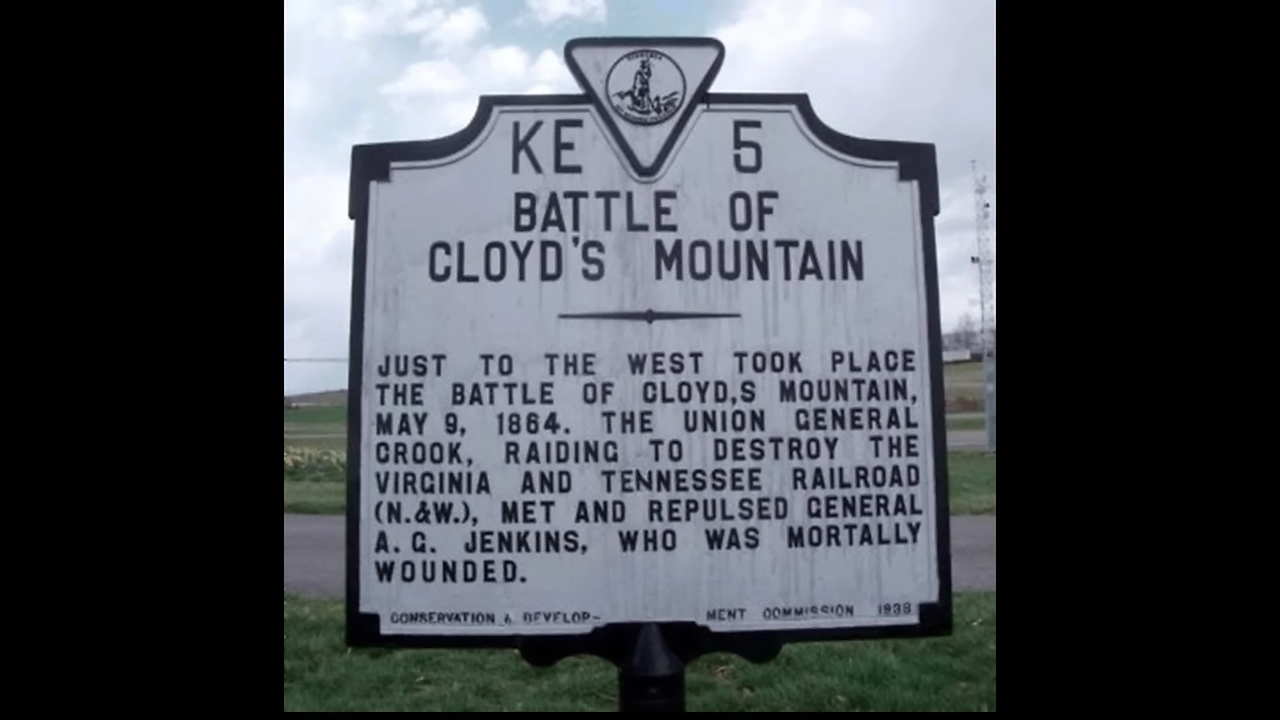 KE 5
BATTLE OF
CLOYD'S MOUNTAIN
JUST TO THE WEST TOOK PLACE
THE BATTLE OF CLOYD,S MOUNTAIN,
MAY 9, 1864. THE UNION GENERAL
CROOK, RAIDING TO DESTROY THE
VIRGINIA AND TENNESSEE RAILROAD
(N.&W.), MET AND REPULSED GENERAL
A. G. JENKINS, WHO WAS MORTALLY
WOUNDED.
CONSERVATION & DEVELOP- MENT COMMISSION 1938